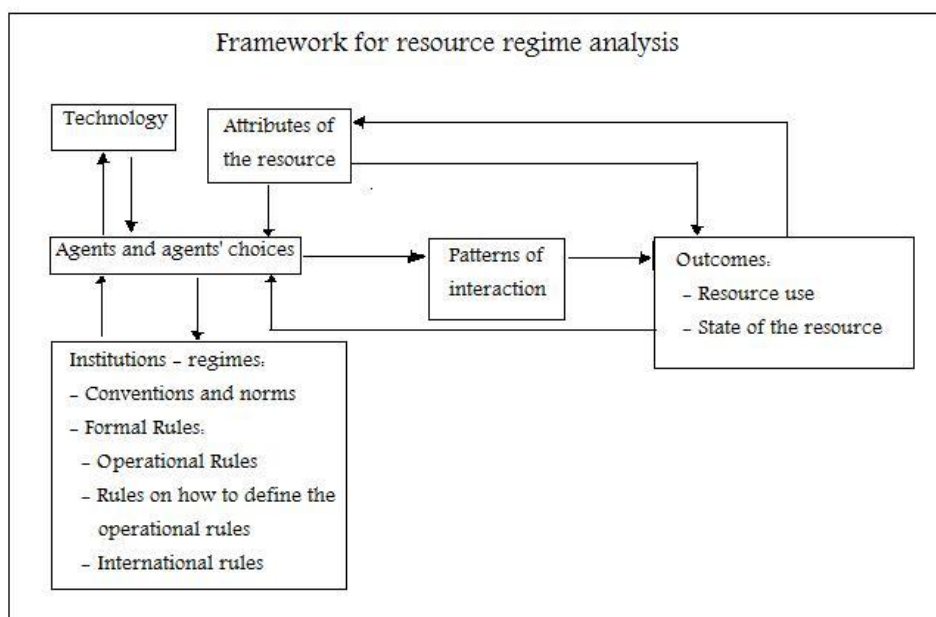 Framework for resource regime analysis
Technology
Attributes of
the resource
Agents and agents' choices
Patterns of
interaction
Outcomes:
- Resource use
- State of the resource
Institutions - regimes:
- Conventions and norms
- Formal Rules:
- Operational Rules
- Rules on how to define the
operational rules
- International rules